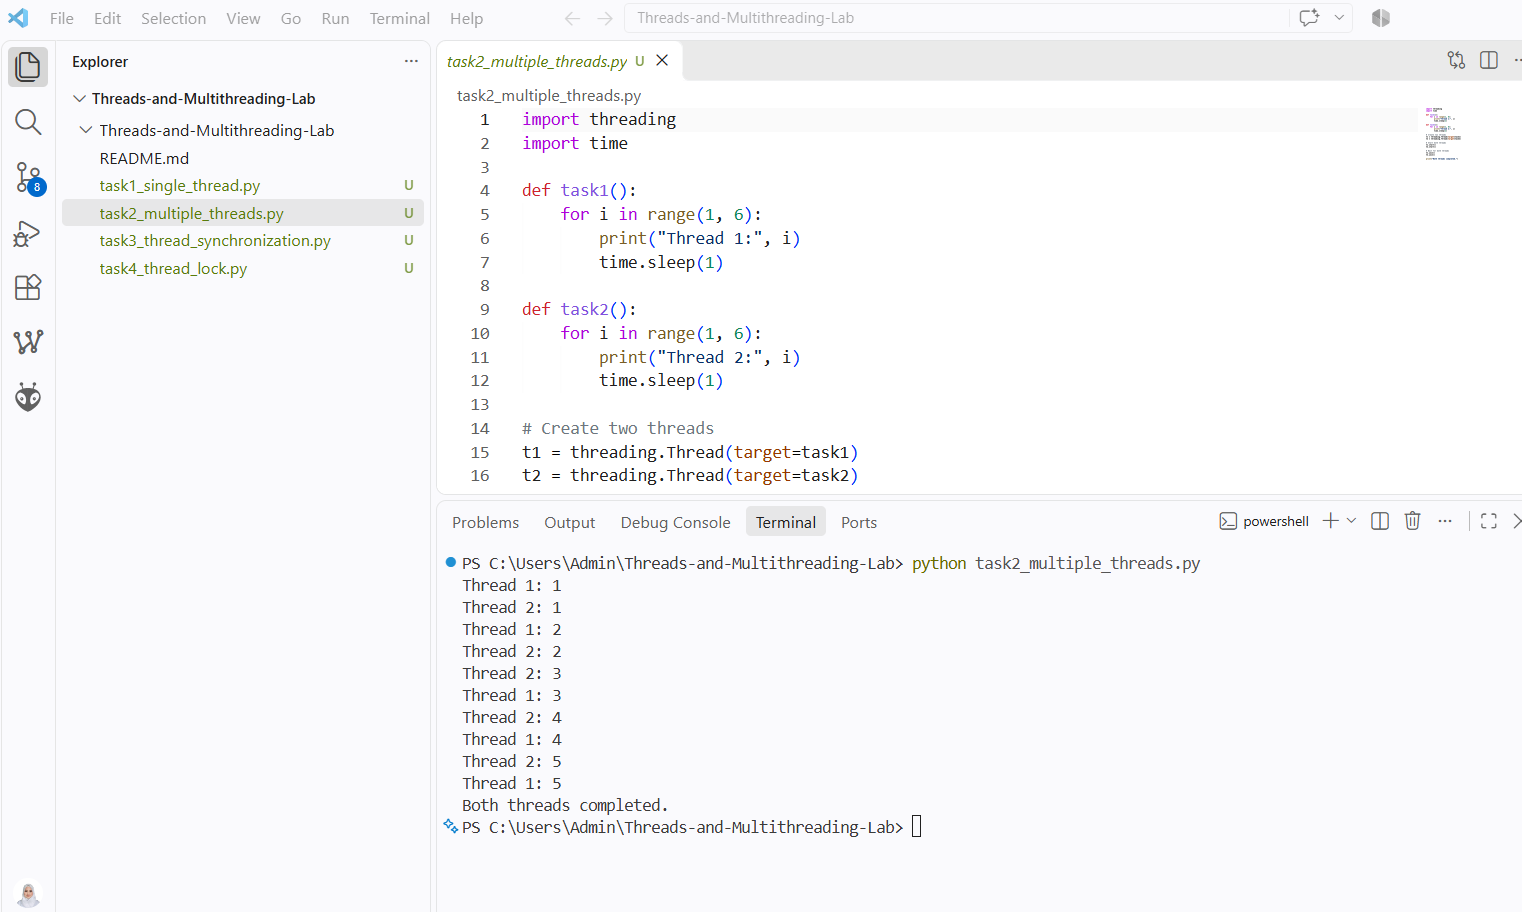 File Edit Selection View Go Run Terminal Help
Threads-and-Multithreading-Lab
Explorer
Threads-and-Multithreading-Lab
Threads-and-Multithreading-Lab
README.md
task1_single_thread.py U
task2_multiple_threads.py U
task3_thread_synchronization.py U
task4_thread_lock.py U
8
task2_multiple_threads.py U
task2_multiple_threads.py
1 import threading
2 import time
3
4 def task1():
5 for i in range(1, 6):
6 print("Thread 1:", i)
7 time.sleep(1)
8
9 def task2():
10 for i in range(1, 6):
11 print("Thread 2:", i)
12 time.sleep(1)
13
14 # Create two threads
15 t1 = threading.Thread(target=task1)
16 t2 = threading.Thread(target=task2)
Problems Output Debug Console Terminal Ports
powershell
PS C:\Users\Admin\Threads-and-Multithreading-Lab> python task2_multiple_threads.py
Thread 1: 1
Thread 2: 1
Thread 1: 2
Thread 2: 2
Thread 2: 3
Thread 1: 3
Thread 2: 4
Thread 1: 4
Thread 2: 5
Thread 1: 5
Both threads completed.
PS C:\Users\Admin\Threads-and-Multithreading-Lab>